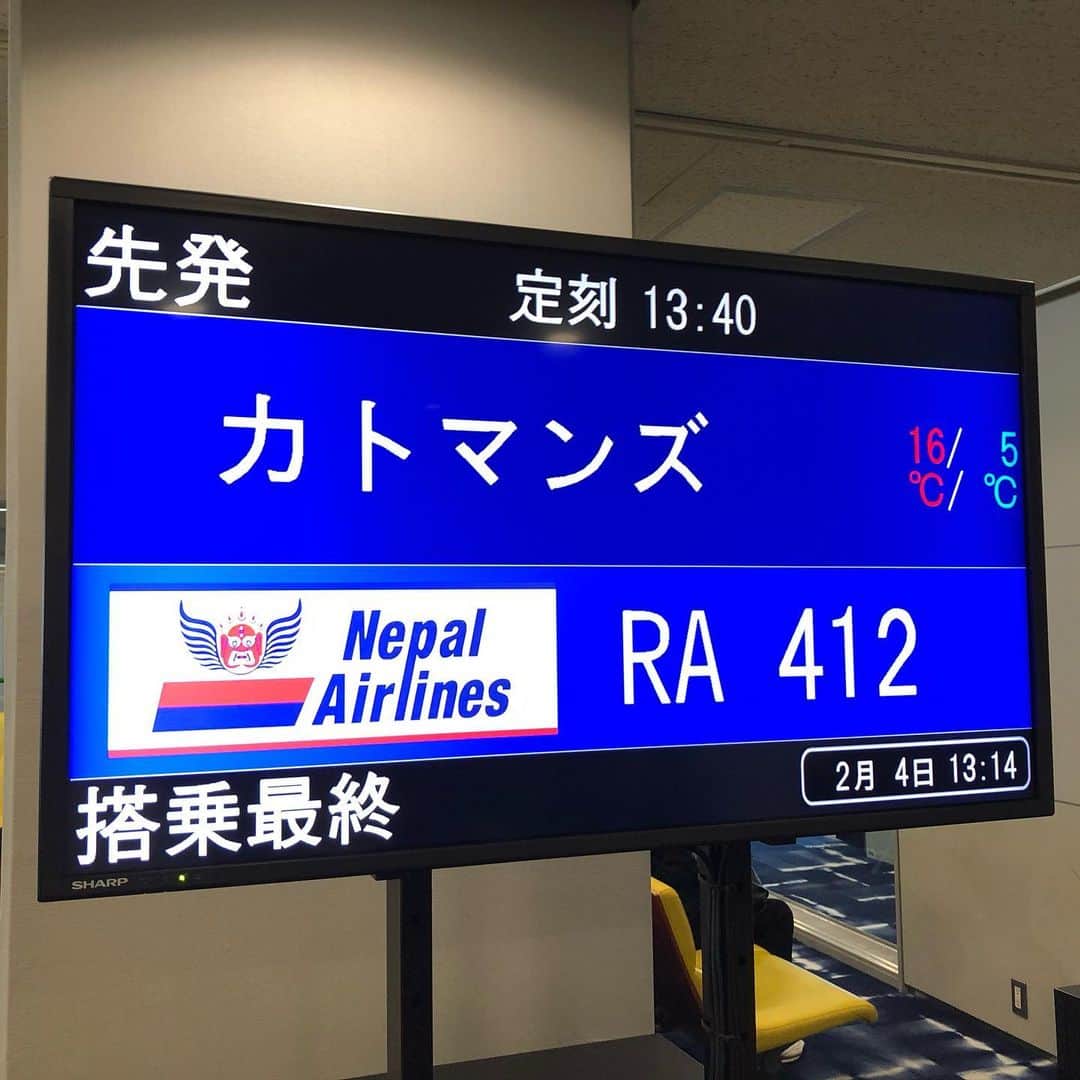 先発 定刻 13:40
カトマンズ
16/ 5
℃/ ℃
Nepal
Airlines
RA 412
搭乗最終
2月 4日 13:14
SHARP